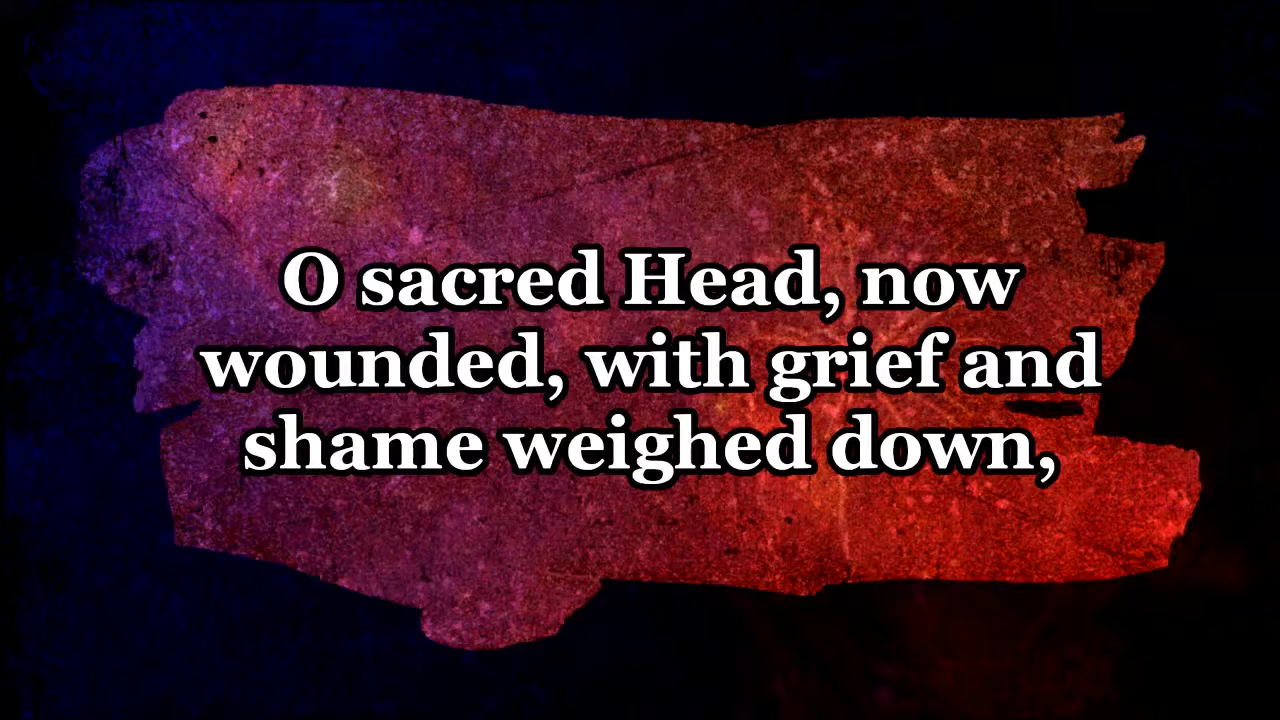 O sacred Head, now
wounded, with grief and
shame weighed down,